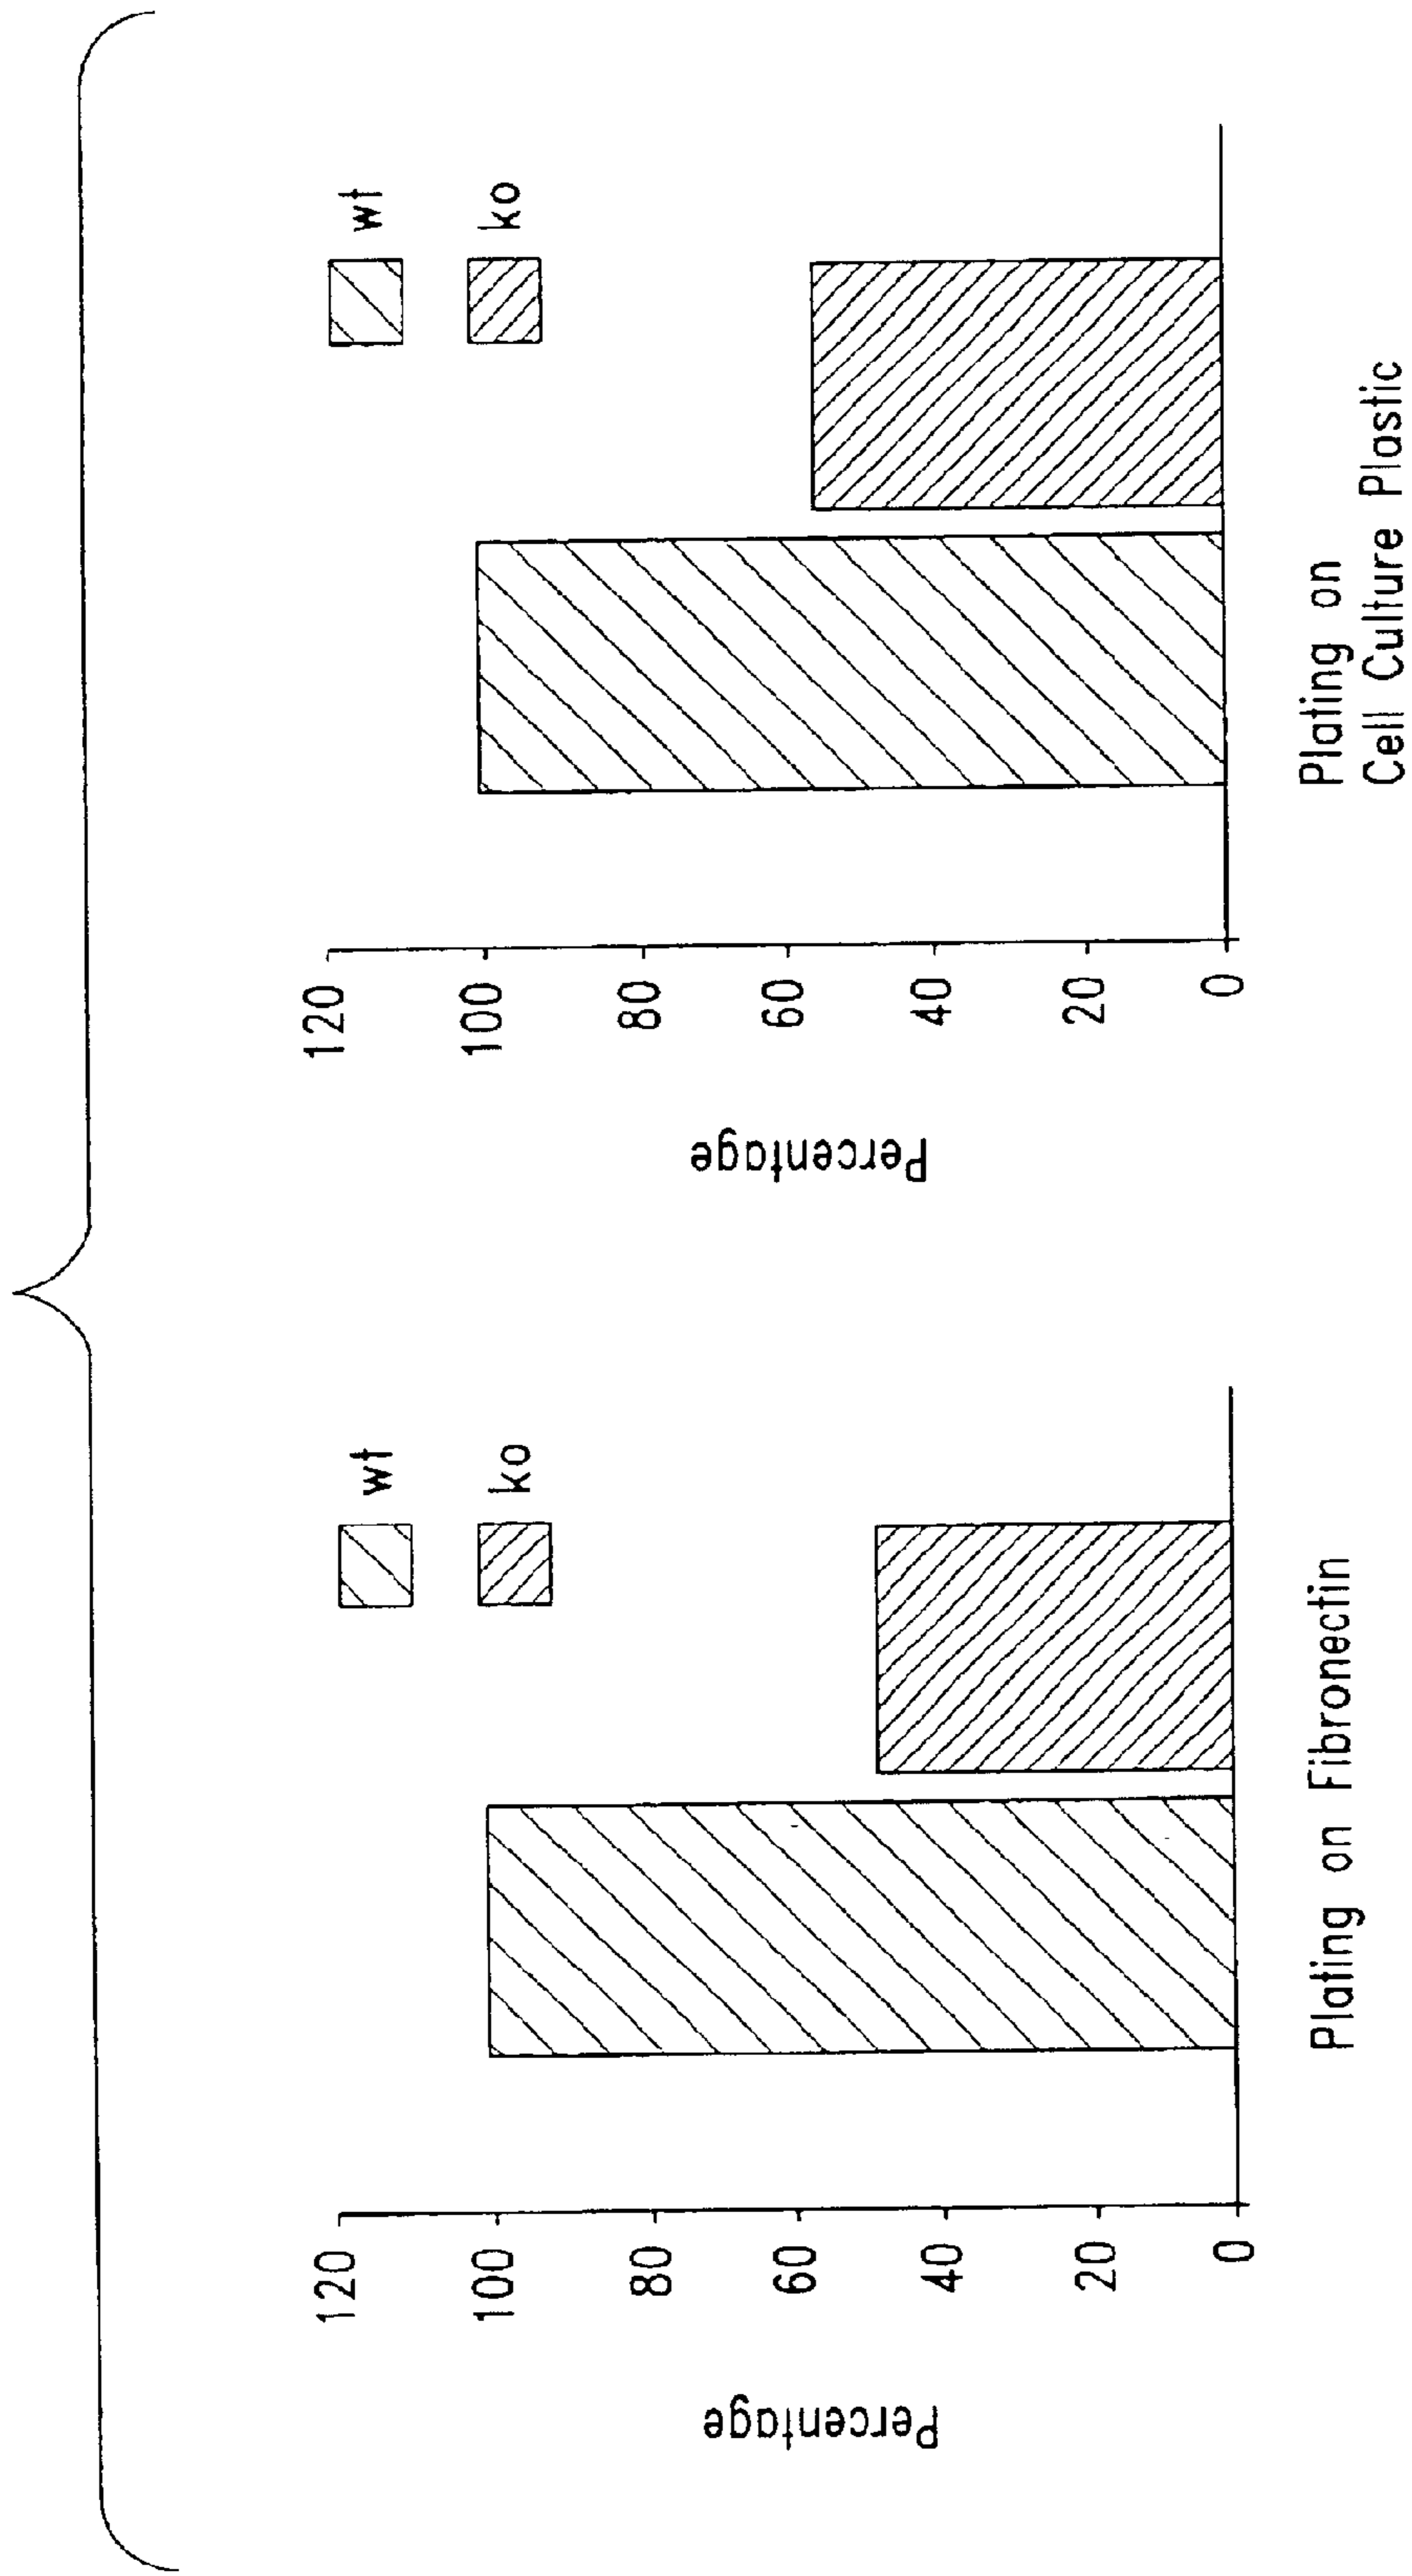 Percentage
120
100
80
60
40
20
0
wt
ko
Plating on Fibronectin
Percentage
120
100
80
60
40
20
0
wt
ko
Plating on
Cell Culture Plastic